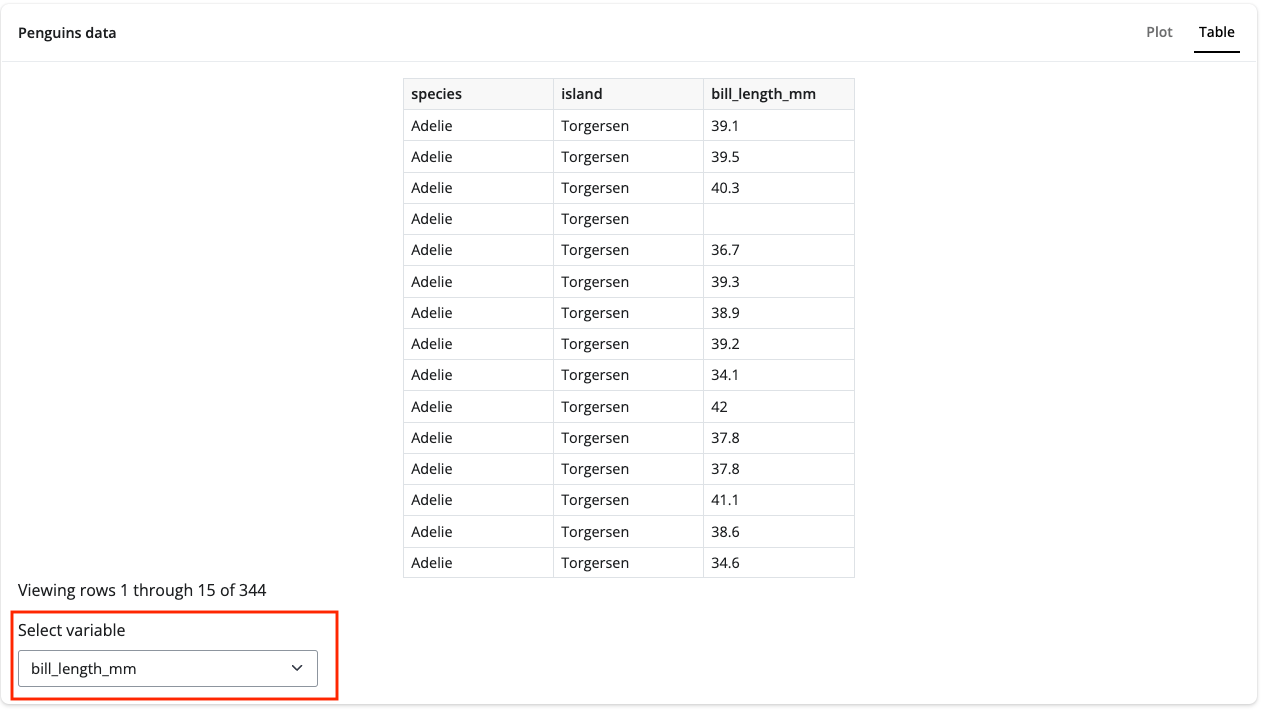 Penguins data Plot Table
species island bill_length_mm
Adelie Torgersen 39.1
Adelie Torgersen 39.5
Adelie Torgersen 40.3
Adelie Torgersen
Adelie Torgersen 36.7
Adelie Torgersen 39.3
Adelie Torgersen 38.9
Adelie Torgersen 39.2
Adelie Torgersen 34.1
Adelie Torgersen 42
Adelie Torgersen 37.8
Adelie Torgersen 37.8
Adelie Torgersen 41.1
Adelie Torgersen 38.6
Adelie Torgersen 34.6
Viewing rows 1 through 15 of 344
Select variable
bill_length_mm